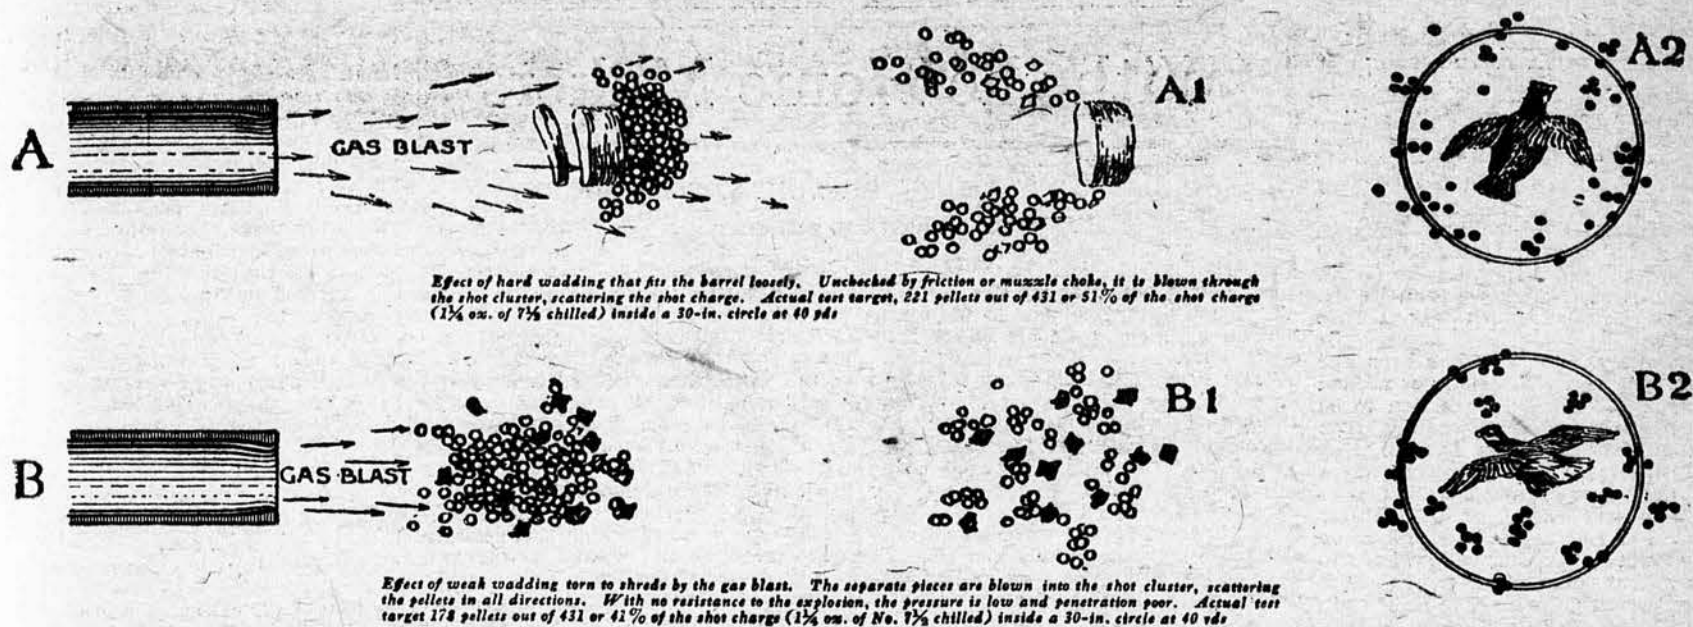 A
GAS BLAST
A1
A2
Effect of hard wadding that fits the barrel loosely. Unchecked by friction or muzzle choke, it is blown through
the shot cluster, scattering the shot charge. Actual test target, 221 pellets out of 431 or 51% of the shot charge
(1¼ oz. of 7½ chilled) inside a 30-in. circle at 40 yds
B
GAS BLAST
B1
B2
Effect of weak wadding torn to shreds by the gas blast. The separate pieces are blown into the shot cluster, scattering
the pellets in all directions. With no resistance to the explosion, the pressure is low and penetration poor. Actual test
target 178 pellets out of 431 or 41% of the shot charge (1¼ oz. of No. 7½ chilled) inside a 30-in. circle at 40 yds